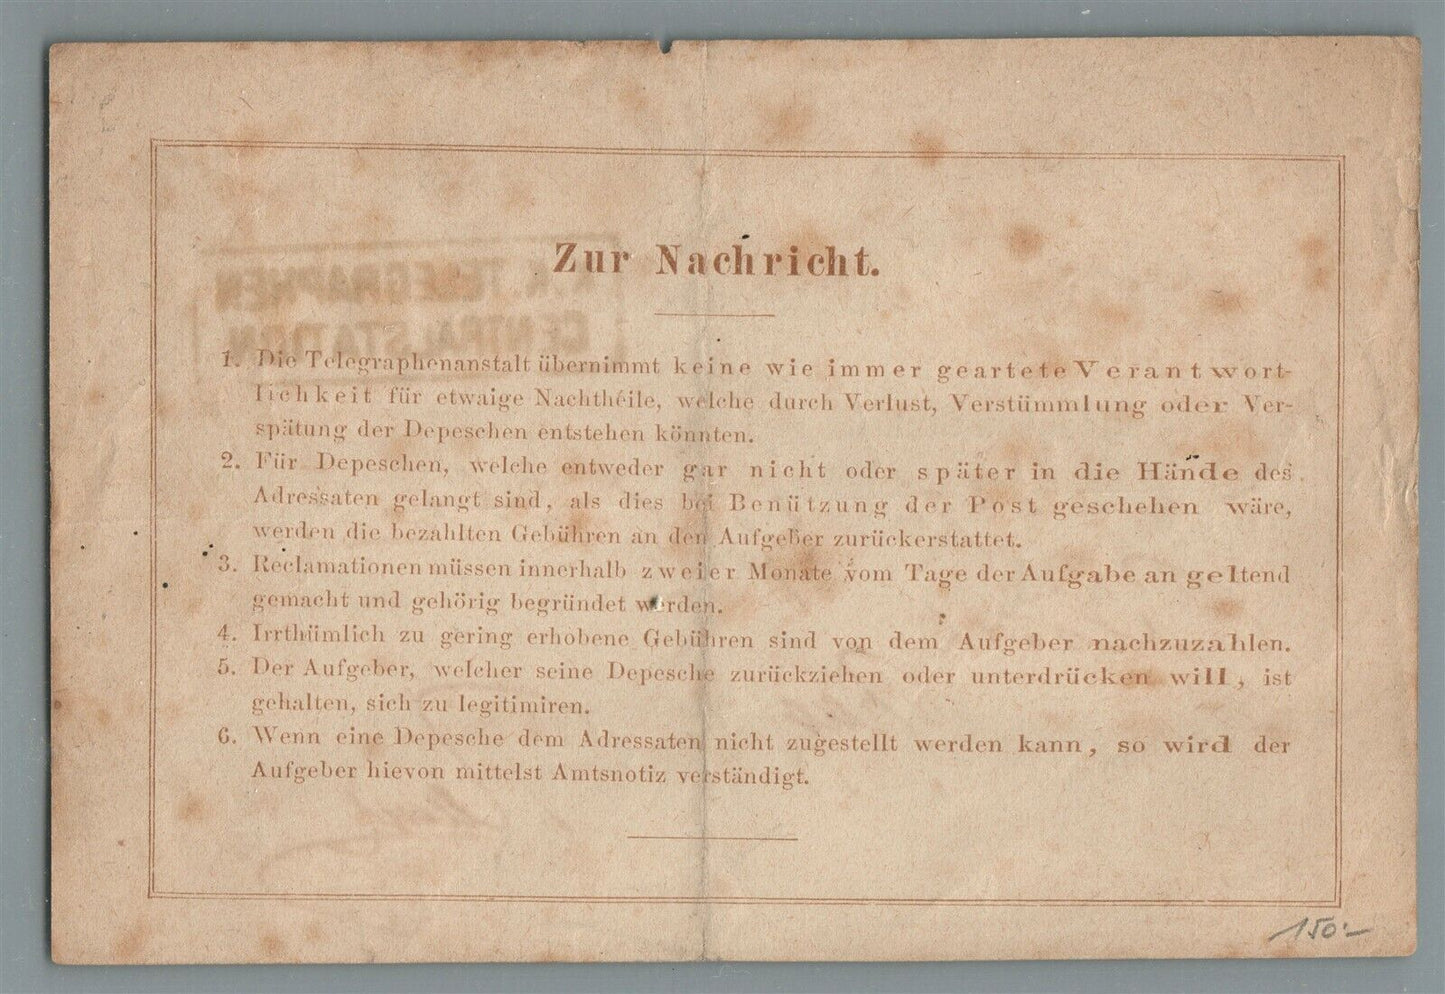 Zur Nachricht.
K.K. TELEGRAPHEN
CENTRALSTATION
1. Die Telegraphenanstalt übernimmt keine wie immer geartete Verantwort-
lichkeit für etwaige Nachtheile, welche durch Verlust, Verstümmlung oder Ver-
spätung der Depeschen entstehen könnten.
2. Für Depeschen, welche entweder gar nicht oder später in die Hände des
Adressaten gelangt sind, als dies bei Benützung der Post geschehen wäre,
werden die bezahlten Gebühren an den Aufgeber zurückerstattet.
3. Reclamationen müssen innerhalb zweier Monate vom Tage der Aufgabe an geltend
gemacht und gehörig begründet werden.
4. Irrthümlich zu gering erhobene Gebühren sind von dem Aufgeber nachzuzahlen.
5. Der Aufgeber, welcher seine Depesche zurückziehen oder unterdrücken will, ist
gehalten, sich zu legitimiren.
6. Wenn eine Depesche dem Adressaten nicht zugestellt werden kann, so wird der
Aufgeber hievon mittelst Amtsnotiz verständigt.
150.-